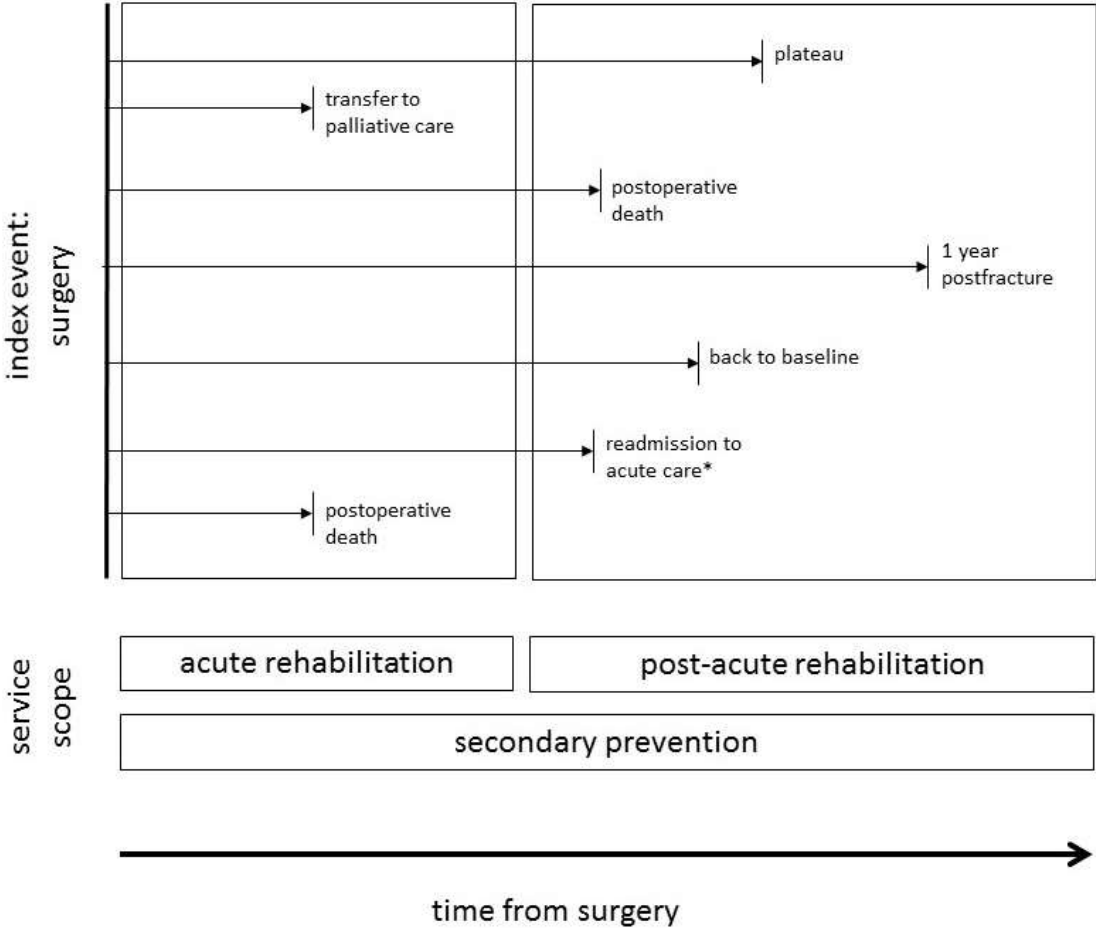 plateau
transfer to
palliative care
postoperative
death
index event:
surgery
1 year
postfracture
back to baseline
readmission to
acute care*
postoperative
death
service
scope
acute rehabilitation
post-acute rehabilitation
secondary prevention
time from surgery